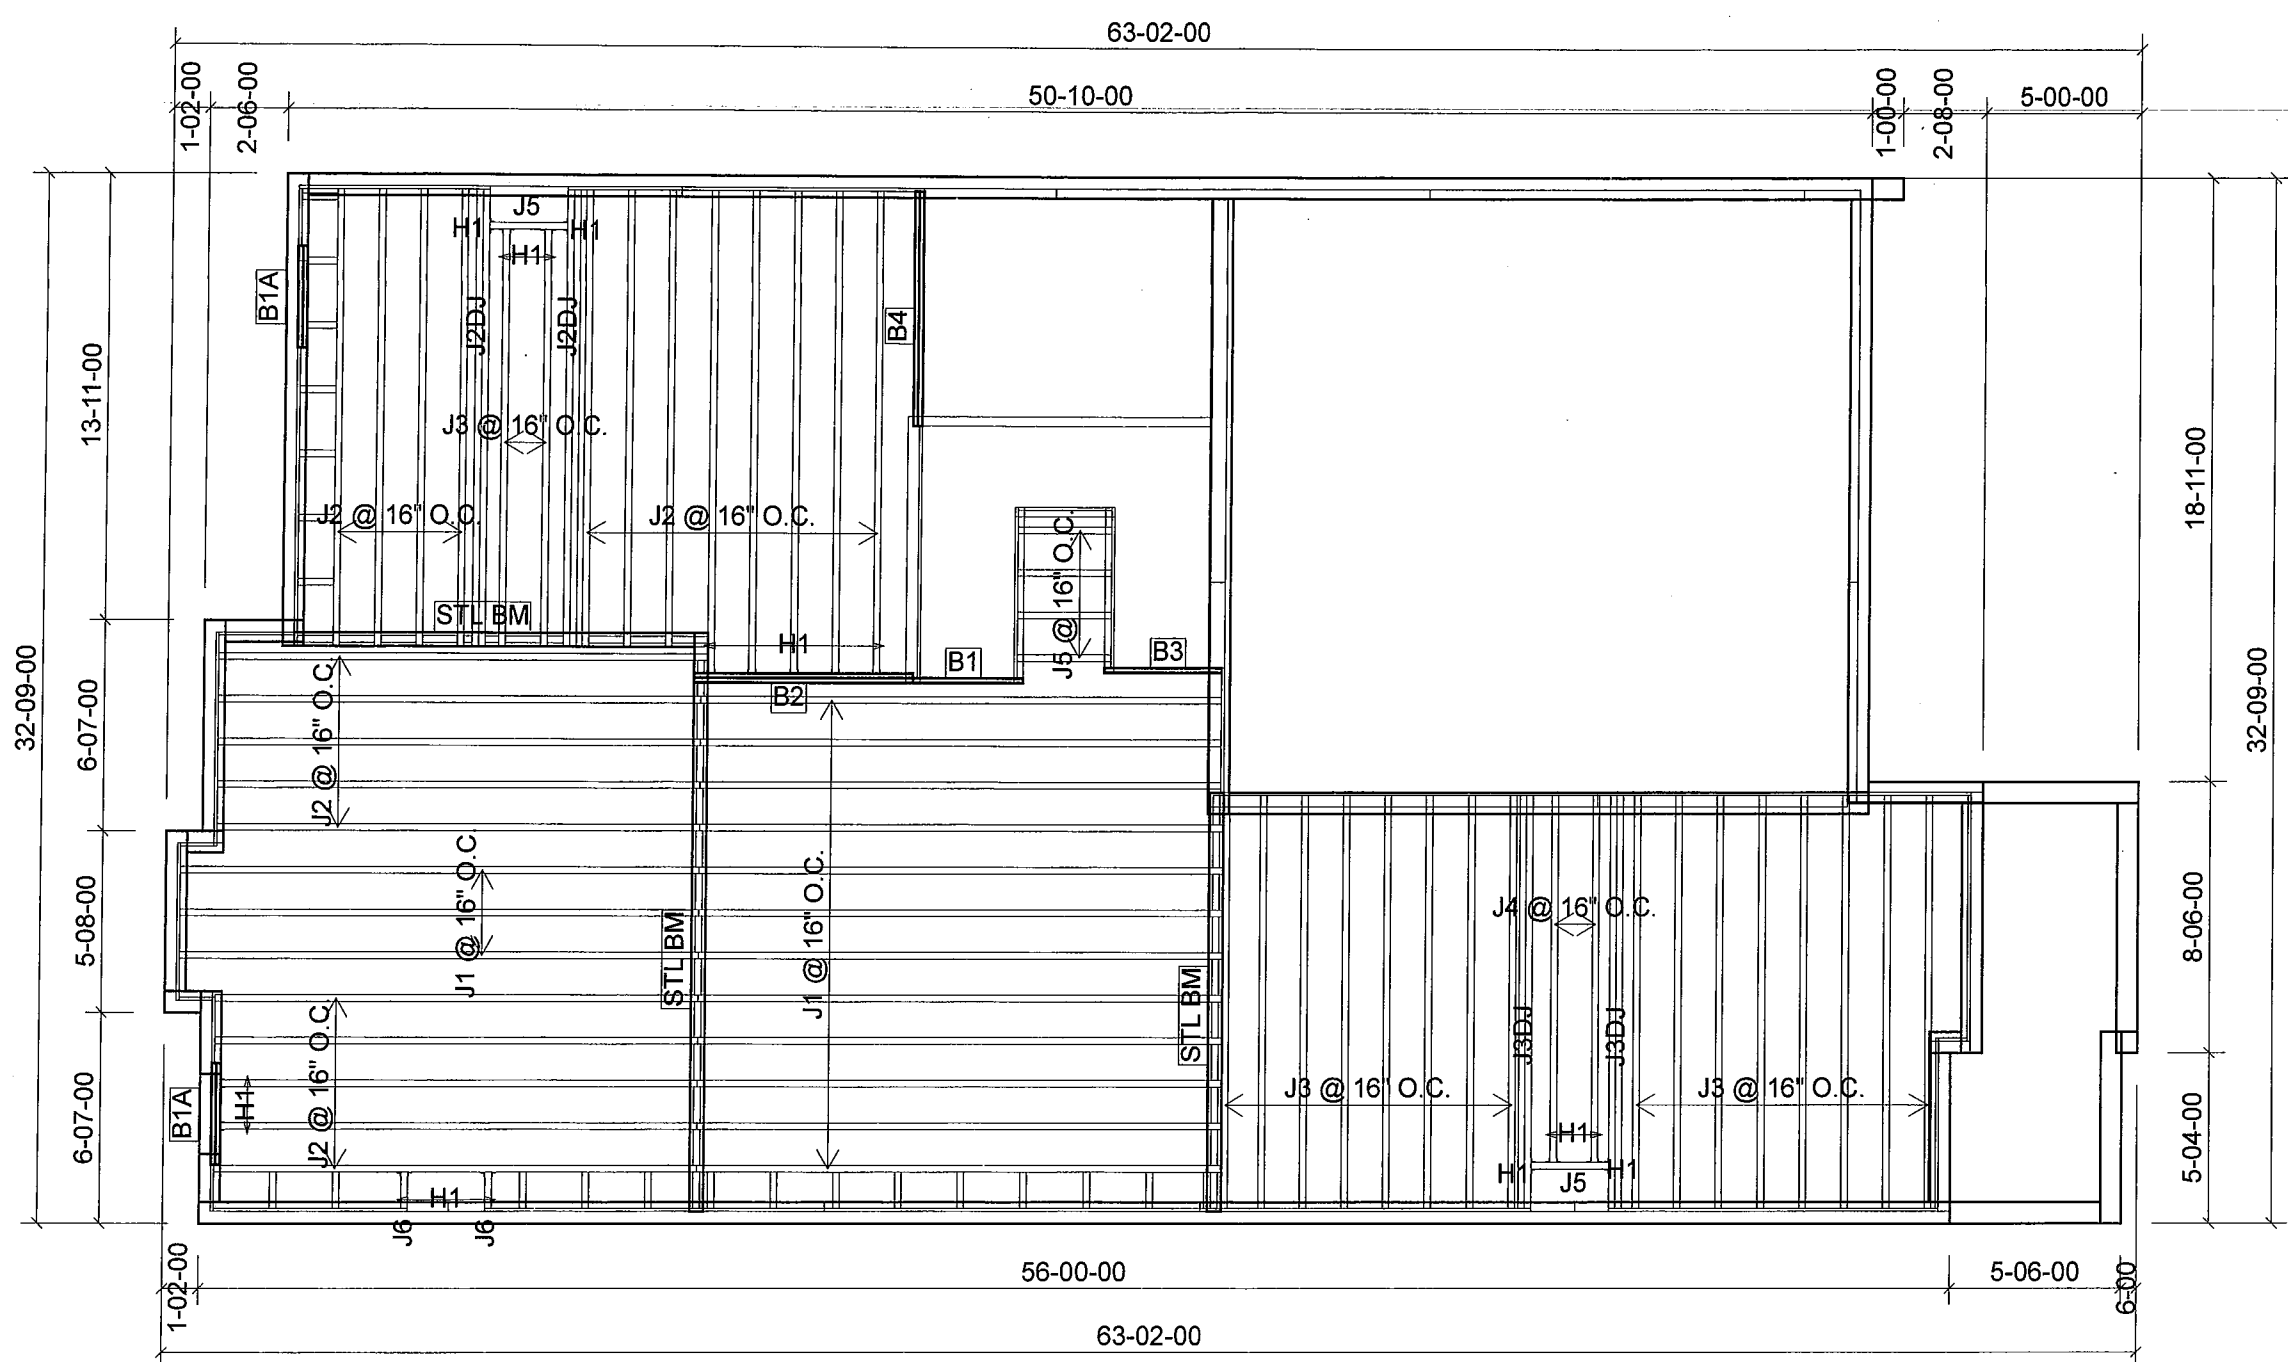 63-02-00
1-02-00
2-06-00
50-10-00
1-00-00
2-08-00
5-00-00
J5
H1
H1
H1
B1A
J2DJ
J2DJ
B4
13-11-00
J3 @ 16" O.C.
18-11-00
J2 @ 16" O.C.
J2 @ 16" O.C.
J5 @ 16" O.C.
STL BM
H1
B1
B3
B2
32-09-00
32-09-00
6-07-00
J2 @ 16" O.C.
J1 @ 16" O.C.
J1 @ 16" O.C.
5-08-00
STL BM
STL BM
J4 @ 16" O.C.
8-06-00
J3DJ
J3DJ
J2 @ 16" O.C.
J3 @ 16" O.C.
J3 @ 16" O.C.
B1A
H1
6-07-00
H1
H1
H1
J5
5-04-00
H1
J6
J6
1-02-00
56-00-00
5-06-00
6-00
63-02-00